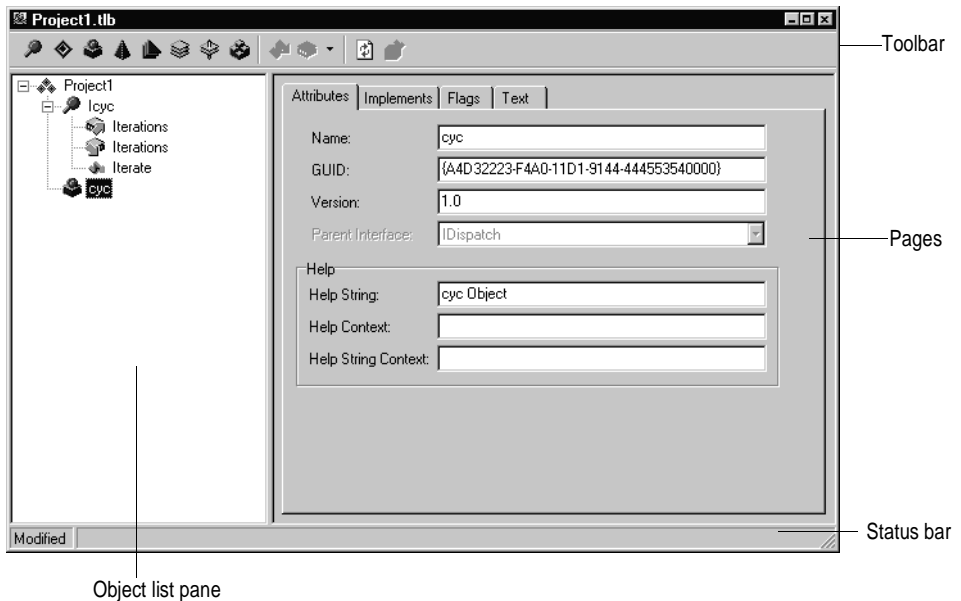 Project1.tlb
Toolbar
Project1
Icyc
Iterations
Iterations
Iterate
cyc
Attributes Implements Flags Text
Name: cyc
GUID: {A4D32223-F4A0-11D1-9144-444553540000}
Version: 1.0
Parent Interface: IDispatch
Pages
Help
Help String: cyc Object
Help Context:
Help String Context:
Modified
Status bar
Object list pane